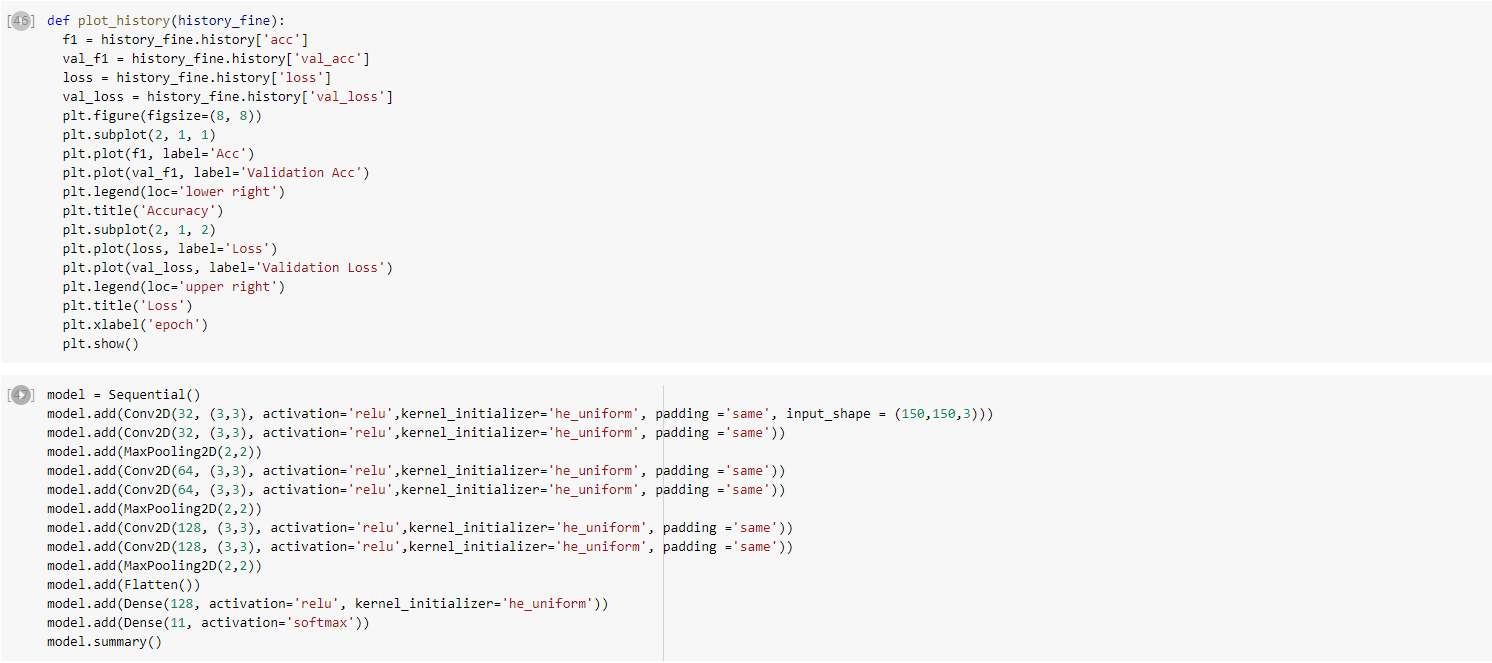 [46] def plot_history(history_fine):
  f1 = history_fine.history['acc']
  val_f1 = history_fine.history['val_acc']
  loss = history_fine.history['loss']
  val_loss = history_fine.history['val_loss']
  plt.figure(figsize=(8, 8))
  plt.subplot(2, 1, 1)
  plt.plot(f1, label='Acc')
  plt.plot(val_f1, label='Validation Acc')
  plt.legend(loc='lower right')
  plt.title('Accuracy')
  plt.subplot(2, 1, 2)
  plt.plot(loss, label='Loss')
  plt.plot(val_loss, label='Validation Loss')
  plt.legend(loc='upper right')
  plt.title('Loss')
  plt.xlabel('epoch')
  plt.show()
[47] model = Sequential()
model.add(Conv2D(32, (3,3), activation='relu',kernel_initializer='he_uniform', padding ='same', input_shape = (150,150,3)))
model.add(Conv2D(32, (3,3), activation='relu',kernel_initializer='he_uniform', padding ='same'))
model.add(MaxPooling2D(2,2))
model.add(Conv2D(64, (3,3), activation='relu',kernel_initializer='he_uniform', padding ='same'))
model.add(Conv2D(64, (3,3), activation='relu',kernel_initializer='he_uniform', padding ='same'))
model.add(MaxPooling2D(2,2))
model.add(Conv2D(128, (3,3), activation='relu',kernel_initializer='he_uniform', padding ='same'))
model.add(Conv2D(128, (3,3), activation='relu',kernel_initializer='he_uniform', padding ='same'))
model.add(MaxPooling2D(2,2))
model.add(Flatten())
model.add(Dense(128, activation='relu', kernel_initializer='he_uniform'))
model.add(Dense(11, activation='softmax'))
model.summary()